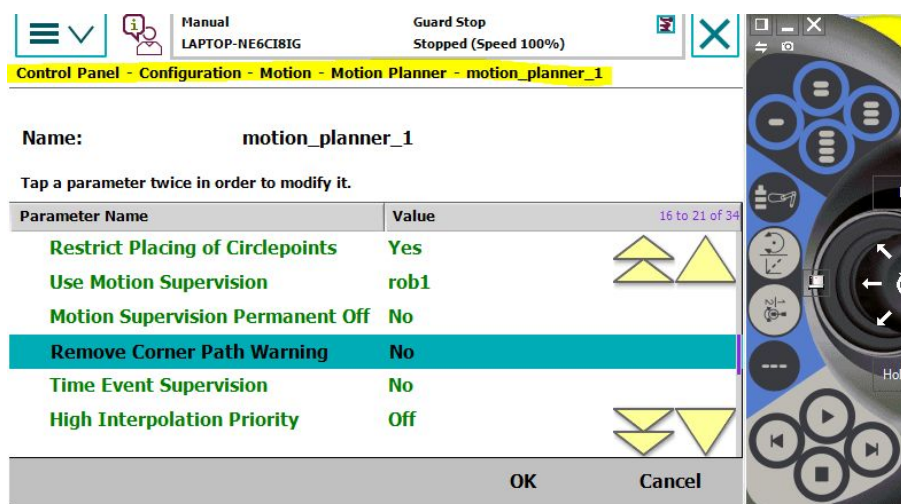 Manual
LAPTOP-NE6CI8IG
Guard Stop
Stopped (Speed 100%)
Control Panel - Configuration - Motion - Motion Planner - motion_planner_1
Name: motion_planner_1
Tap a parameter twice in order to modify it.
Parameter Name Value 16 to 21 of 34
Restrict Placing of Circlepoints Yes
Use Motion Supervision rob1
Motion Supervision Permanent Off No
Remove Corner Path Warning No
Time Event Supervision No
High Interpolation Priority Off
OK Cancel
Hol